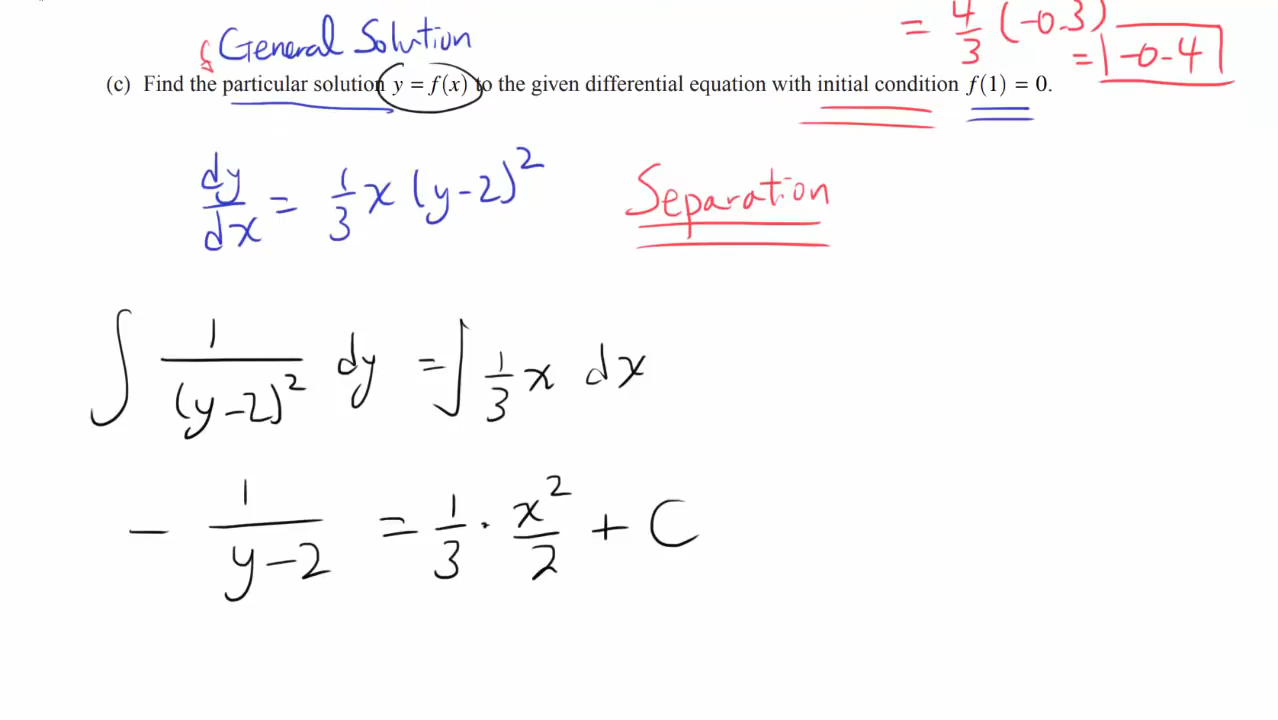 = 4/3 (-0.3)
= -0.4
General Solution
(c) Find the particular solution y = f(x) to the given differential equation with initial condition f(1) = 0.
dy/dx = 1/3 x (y-2)²
Separation
∫ 1/(y-2)² dy = ∫ 1/3 x dx
- 1/(y-2) = 1/3 · x²/2 + C